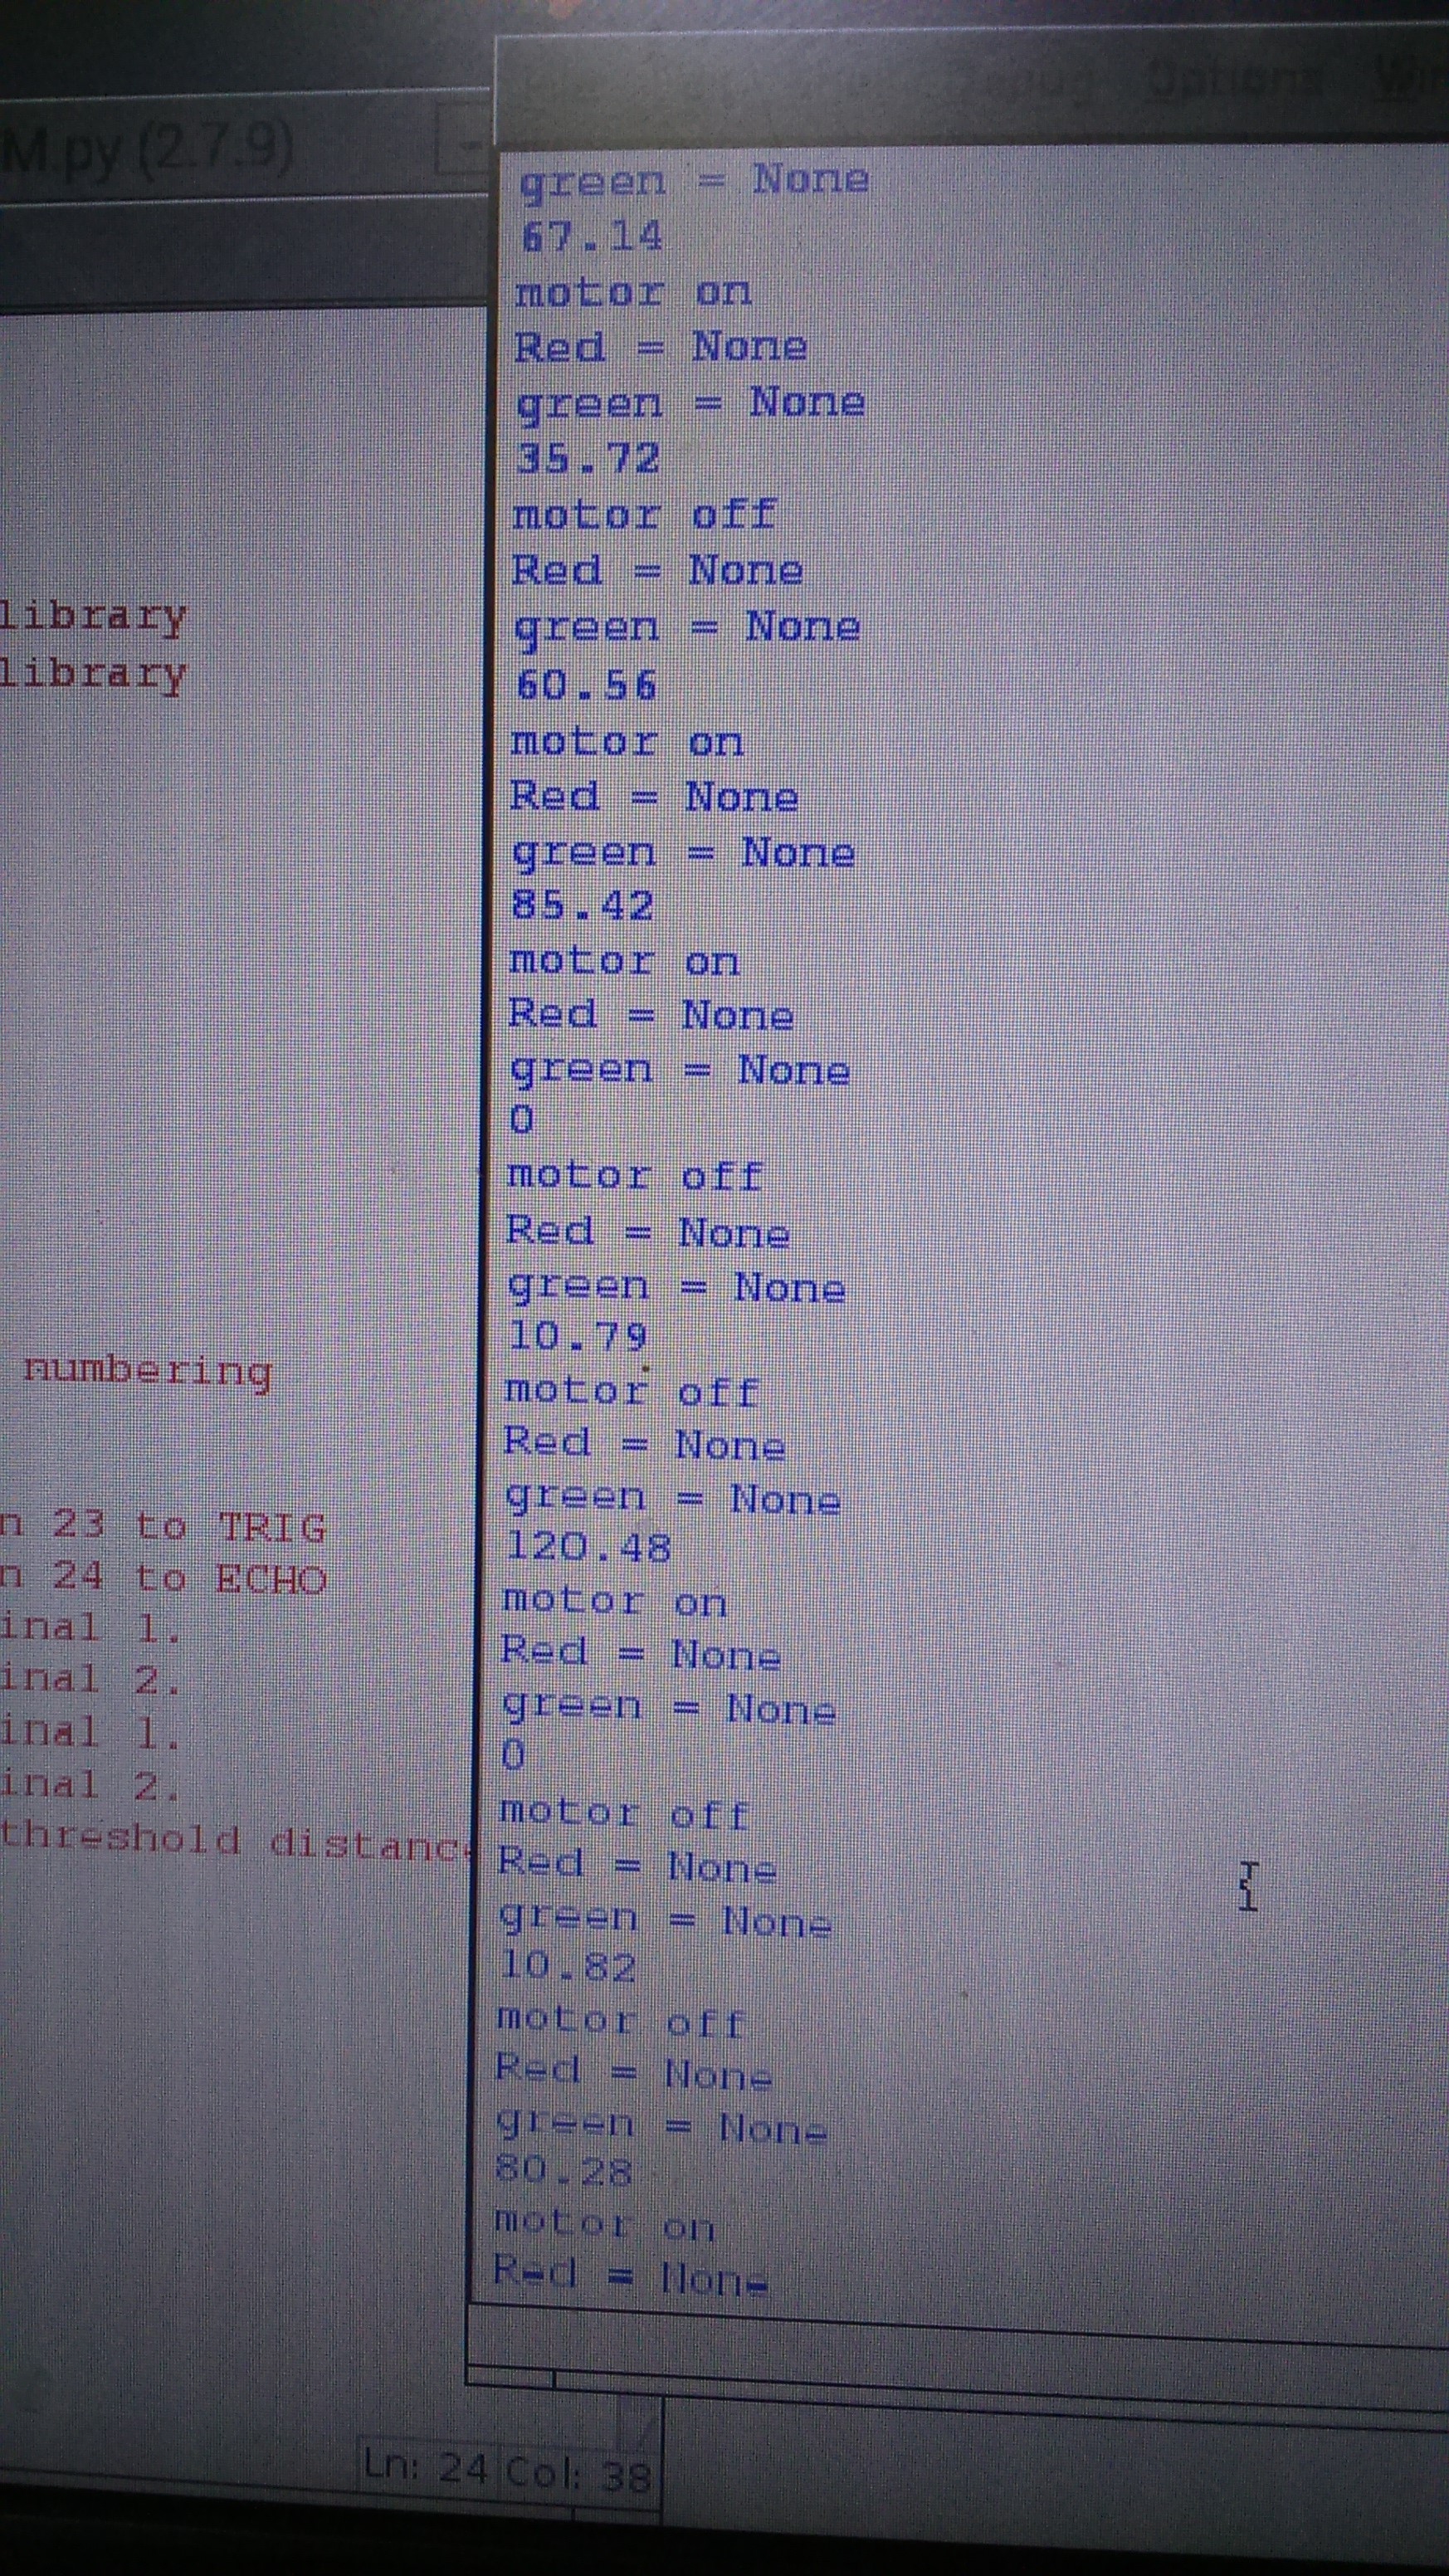 M.py (2.7.9)
library
library
numbering
n 23 to TRIG
n 24 to ECHO
inal 1.
inal 2.
inal 1.
inal 2.
threshold distance
Ln: 24 Col: 38
Options Win
green = None
67.14
motor on
Red = None
green = None
35.72
motor off
Red = None
green = None
60.56
motor on
Red = None
green = None
85.42
motor on
Red = None
green = None
0
motor off
Red = None
green = None
10.79
motor off
Red = None
green = None
120.48
motor on
Red = None
green = None
0
motor off
Red = None
green = None
10.82
motor off
Red = None
green = None
80.28
motor on
Red = None